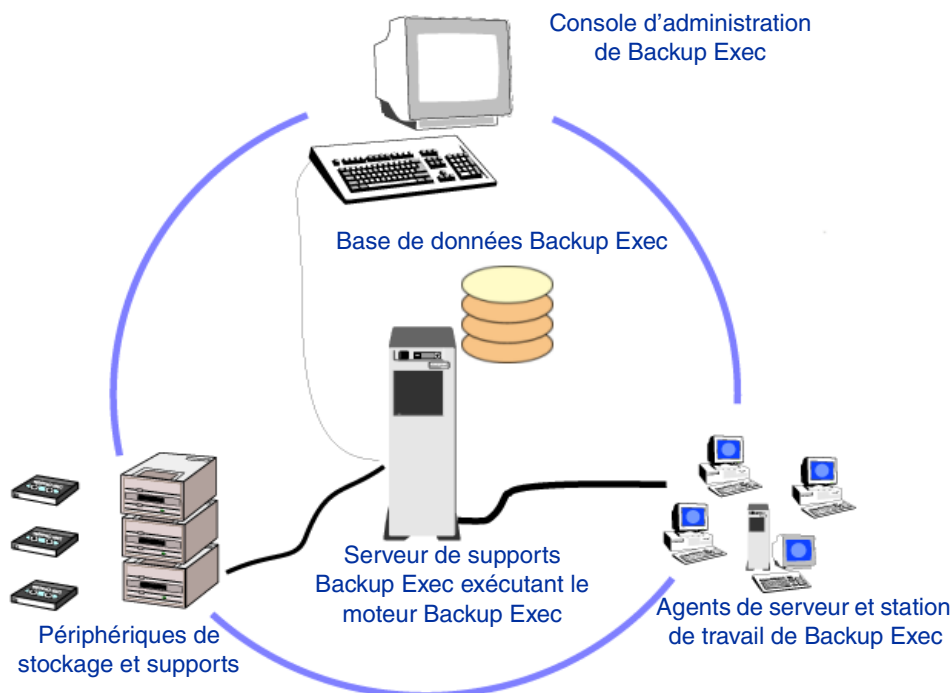 Console d'administration
de Backup Exec
Base de données Backup Exec
Serveur de supports
Backup Exec exécutant le
moteur Backup Exec
Périphériques de
stockage et supports
Agents de serveur et station
de travail de Backup Exec